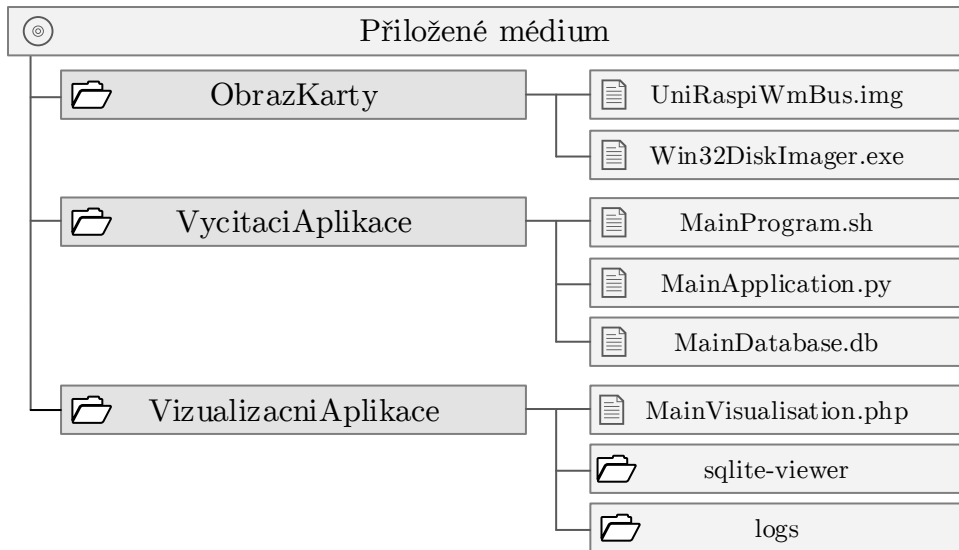 Přiložené médium
ObrazKarty
UniRaspiWmBus.img
Win32DiskImager.exe
VycitaciAplikace
MainProgram.sh
MainApplication.py
MainDatabase.db
VizualizacniAplikace
MainVisualisation.php
sqlite-viewer
logs